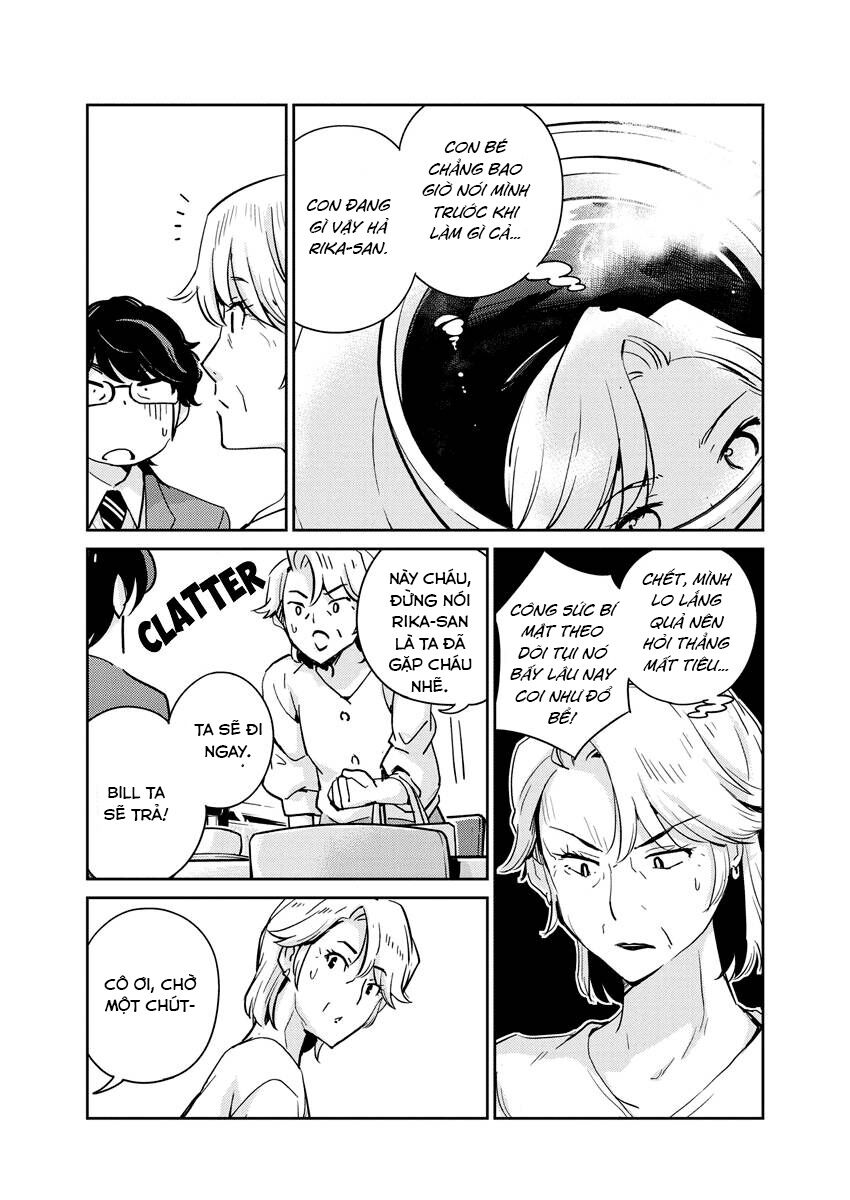 CON BÉ
CHẲNG BAO
GIỜ NÓI MÌNH
TRƯỚC KHI
LÀM GÌ CẢ...
CON ĐANG
GÌ VẬY HẢ
RIKA-SAN.
CHẾT, MÌNH
LO LẮNG
QUẢ NÊN
HỎI THẲNG
MẤT TIÊU...
CÔNG SỨC BÍ
MẬT THEO
DÕI TỤI NÓ
BẤY LÂU NAY
COI NHƯ ĐỔ
BỂ!
NÀY CHÁU,
ĐỪNG NÓI
RIKA-SAN
LÀ TA ĐÃ
GẶP CHÁU
NHẼ.
CLATTER
TA SẼ ĐI
NGAY.
BILL TA
SẼ TRẢ!
CÔ ƠI, CHỜ
MỘT CHÚT-